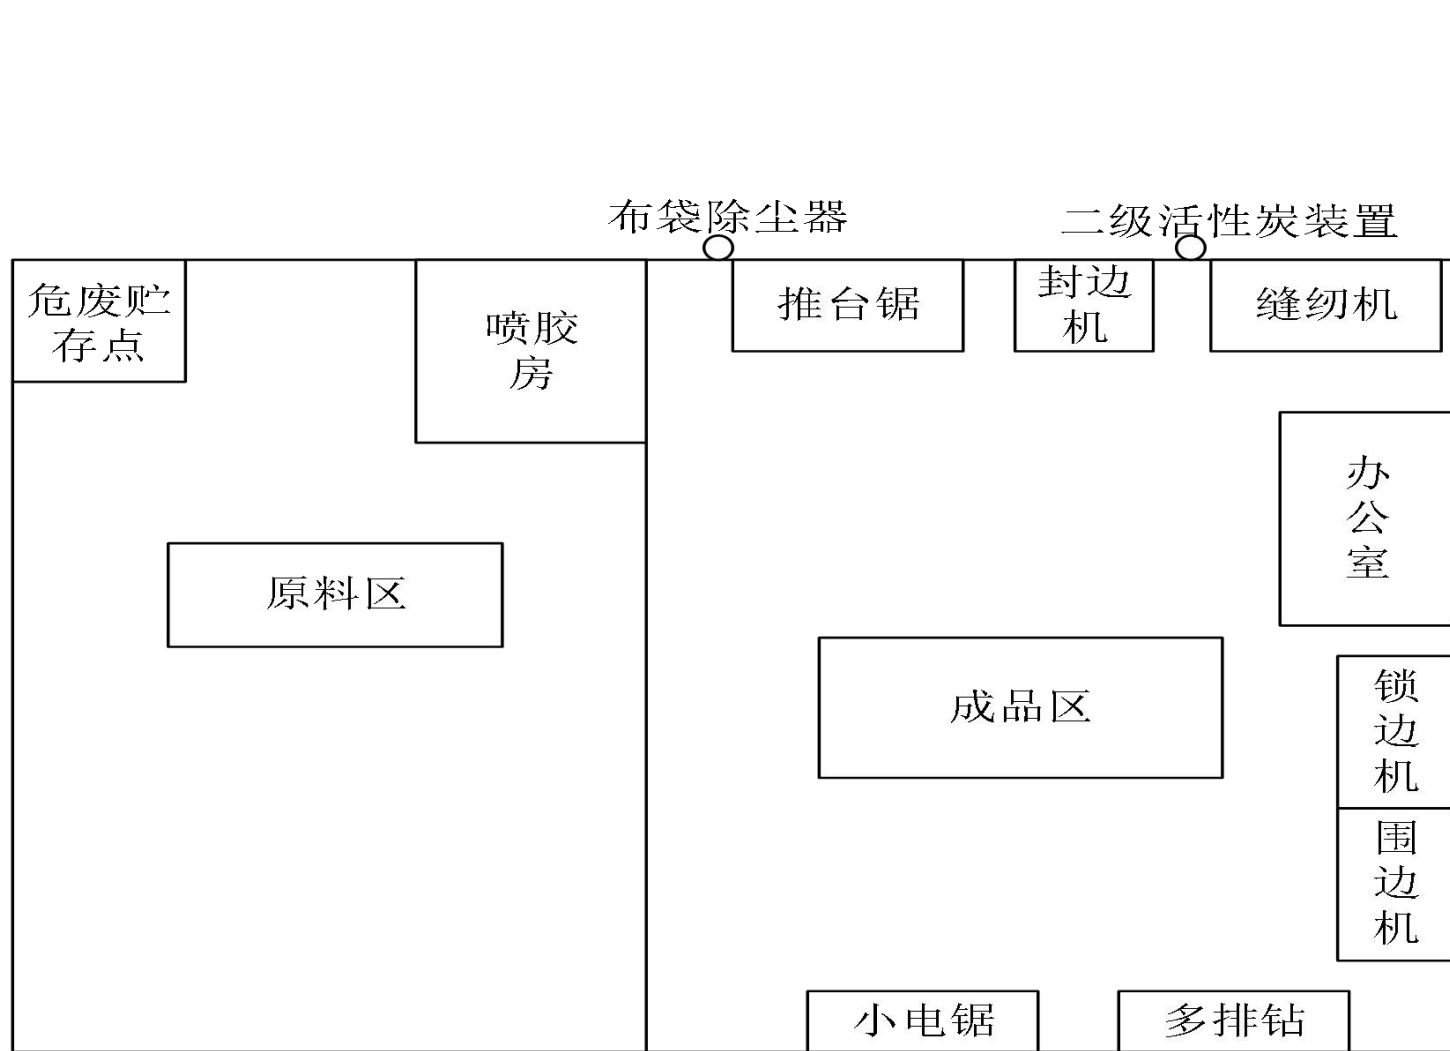 布袋除尘器
二级活性炭装置
危废贮
存点
喷胶
房
推台锯
封边
机
缝纫机
办
公
室
原料区
成品区
锁
边
机
围
边
机
小电锯
多排钻